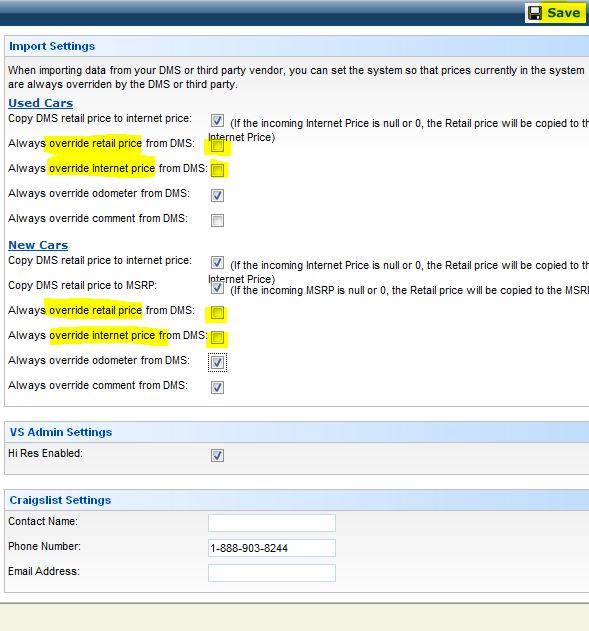 Save
Import Settings
When importing data from your DMS or third party vendor, you can set the system so that prices currently in the system
are always overriden by the DMS or third party.
Used Cars
Copy DMS retail price to internet price: (If the incoming Internet Price is null or 0, the Retail price will be copied to th
Internet Price)
Always override retail price from DMS:
Always override internet price from DMS:
Always override odometer from DMS:
Always override comment from DMS:
New Cars
Copy DMS retail price to internet price: (If the incoming Internet Price is null or 0, the Retail price will be copied to th
Internet Price)
Copy DMS retail price to MSRP: (If the incoming MSRP is null or 0, the Retail price will be copied to the MSR
Always override retail price from DMS:
Always override internet price from DMS:
Always override odometer from DMS:
Always override comment from DMS:
VS Admin Settings
Hi Res Enabled:
Craigslist Settings
Contact Name:
Phone Number: 1-888-903-8244
Email Address: